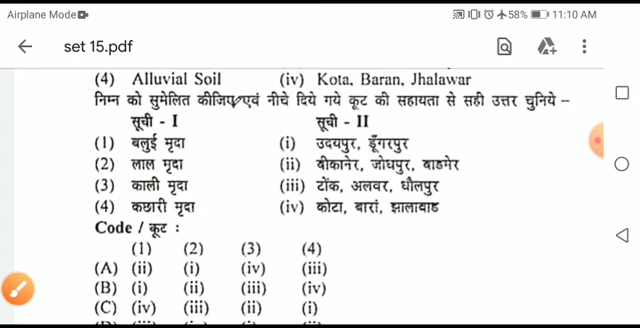 Airplane Mode 58% 11:10 AM
set 15.pdf
(4) Alluvial Soil (iv) Kota, Baran, Jhalawar
निम्न को सुमेलित कीजिए एवं नीचे दिये गये कूट की सहायता से सही उत्तर चुनिये –
सूची - I सूची - II
(1) बलुई मृदा (i) उदयपुर, डूँगरपुर
(2) लाल मृदा (ii) बीकानेर, जोधपुर, बाडमेर
(3) काली मृदा (iii) टोंक, अलवर, धौलपुर
(4) कछारी मृदा (iv) कोटा, बारां, झालावाड
Code / कूट :
(1) (2) (3) (4)
(A) (ii) (i) (iv) (iii)
(B) (i) (ii) (iii) (iv)
(C) (iv) (iii) (ii) (i)